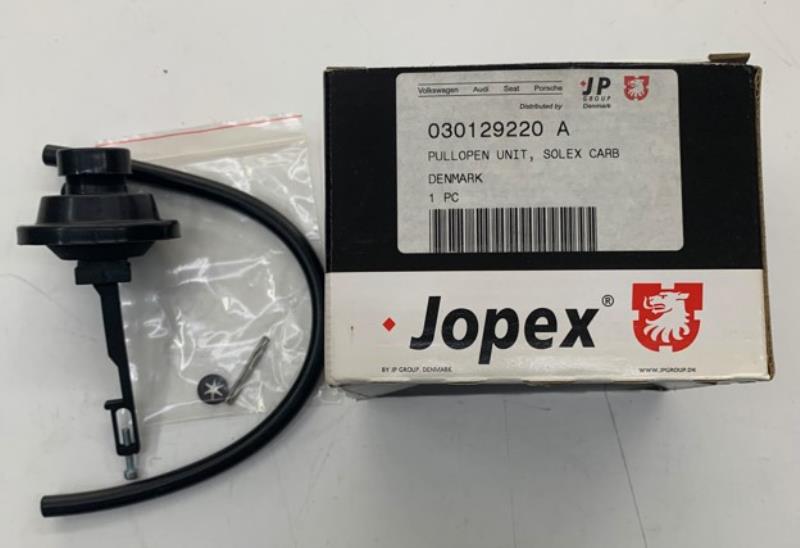 Volkswagen Audi Seat Porsche
JP
GROUP
Denmark
Distributed by
030129220 A
PULLOPEN UNIT, SOLEX CARB
DENMARK
1 PC
Jopex®
BY JP GROUP, DENMARK
WWW.JPGROUP.DK